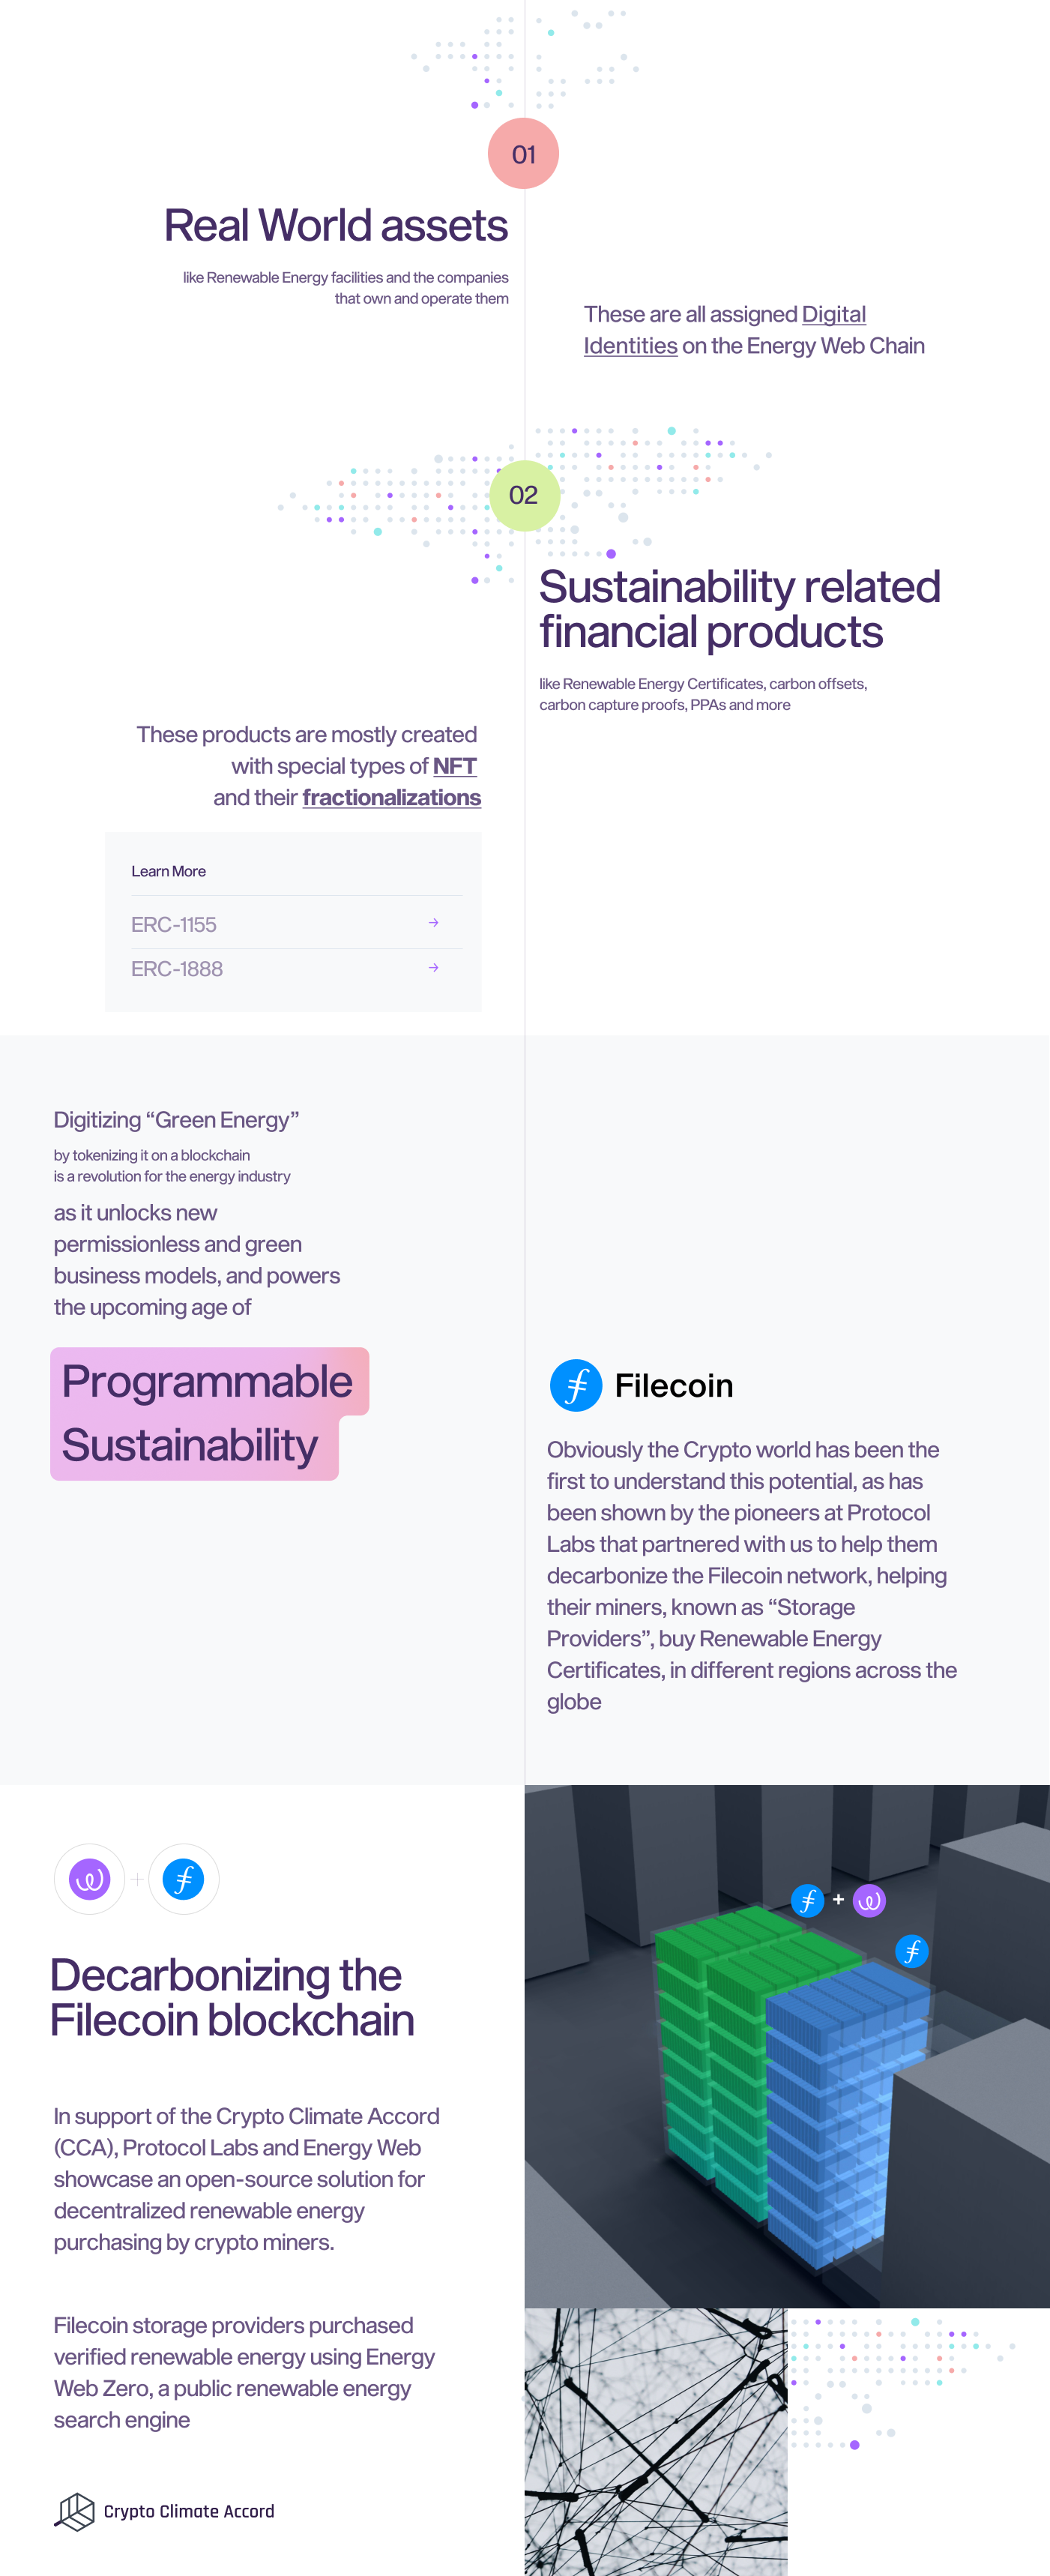 01
Real World assets
like Renewable Energy facilities and the companies
that own and operate them
These are all assigned Digital
Identities on the Energy Web Chain
02
Sustainability related
financial products
like Renewable Energy Certificates, carbon offsets,
carbon capture proofs, PPAs and more
These products are mostly created
with special types of NFT
and their fractionalizations
Learn More
ERC-1155 →
ERC-1888 →
Digitizing “Green Energy”
by tokenizing it on a blockchain
is a revolution for the energy industry
as it unlocks new
permissionless and green
business models, and powers
the upcoming age of
Programmable
Sustainability
Filecoin
Obviously the Crypto world has been the
first to understand this potential, as has
been shown by the pioneers at Protocol
Labs that partnered with us to help them
decarbonize the Filecoin network, helping
their miners, known as “Storage
Providers”, buy Renewable Energy
Certificates, in different regions across the
globe
+
+
Decarbonizing the
Filecoin blockchain
In support of the Crypto Climate Accord
(CCA), Protocol Labs and Energy Web
showcase an open-source solution for
decentralized renewable energy
purchasing by crypto miners.
Filecoin storage providers purchased
verified renewable energy using Energy
Web Zero, a public renewable energy
search engine
Crypto Climate Accord